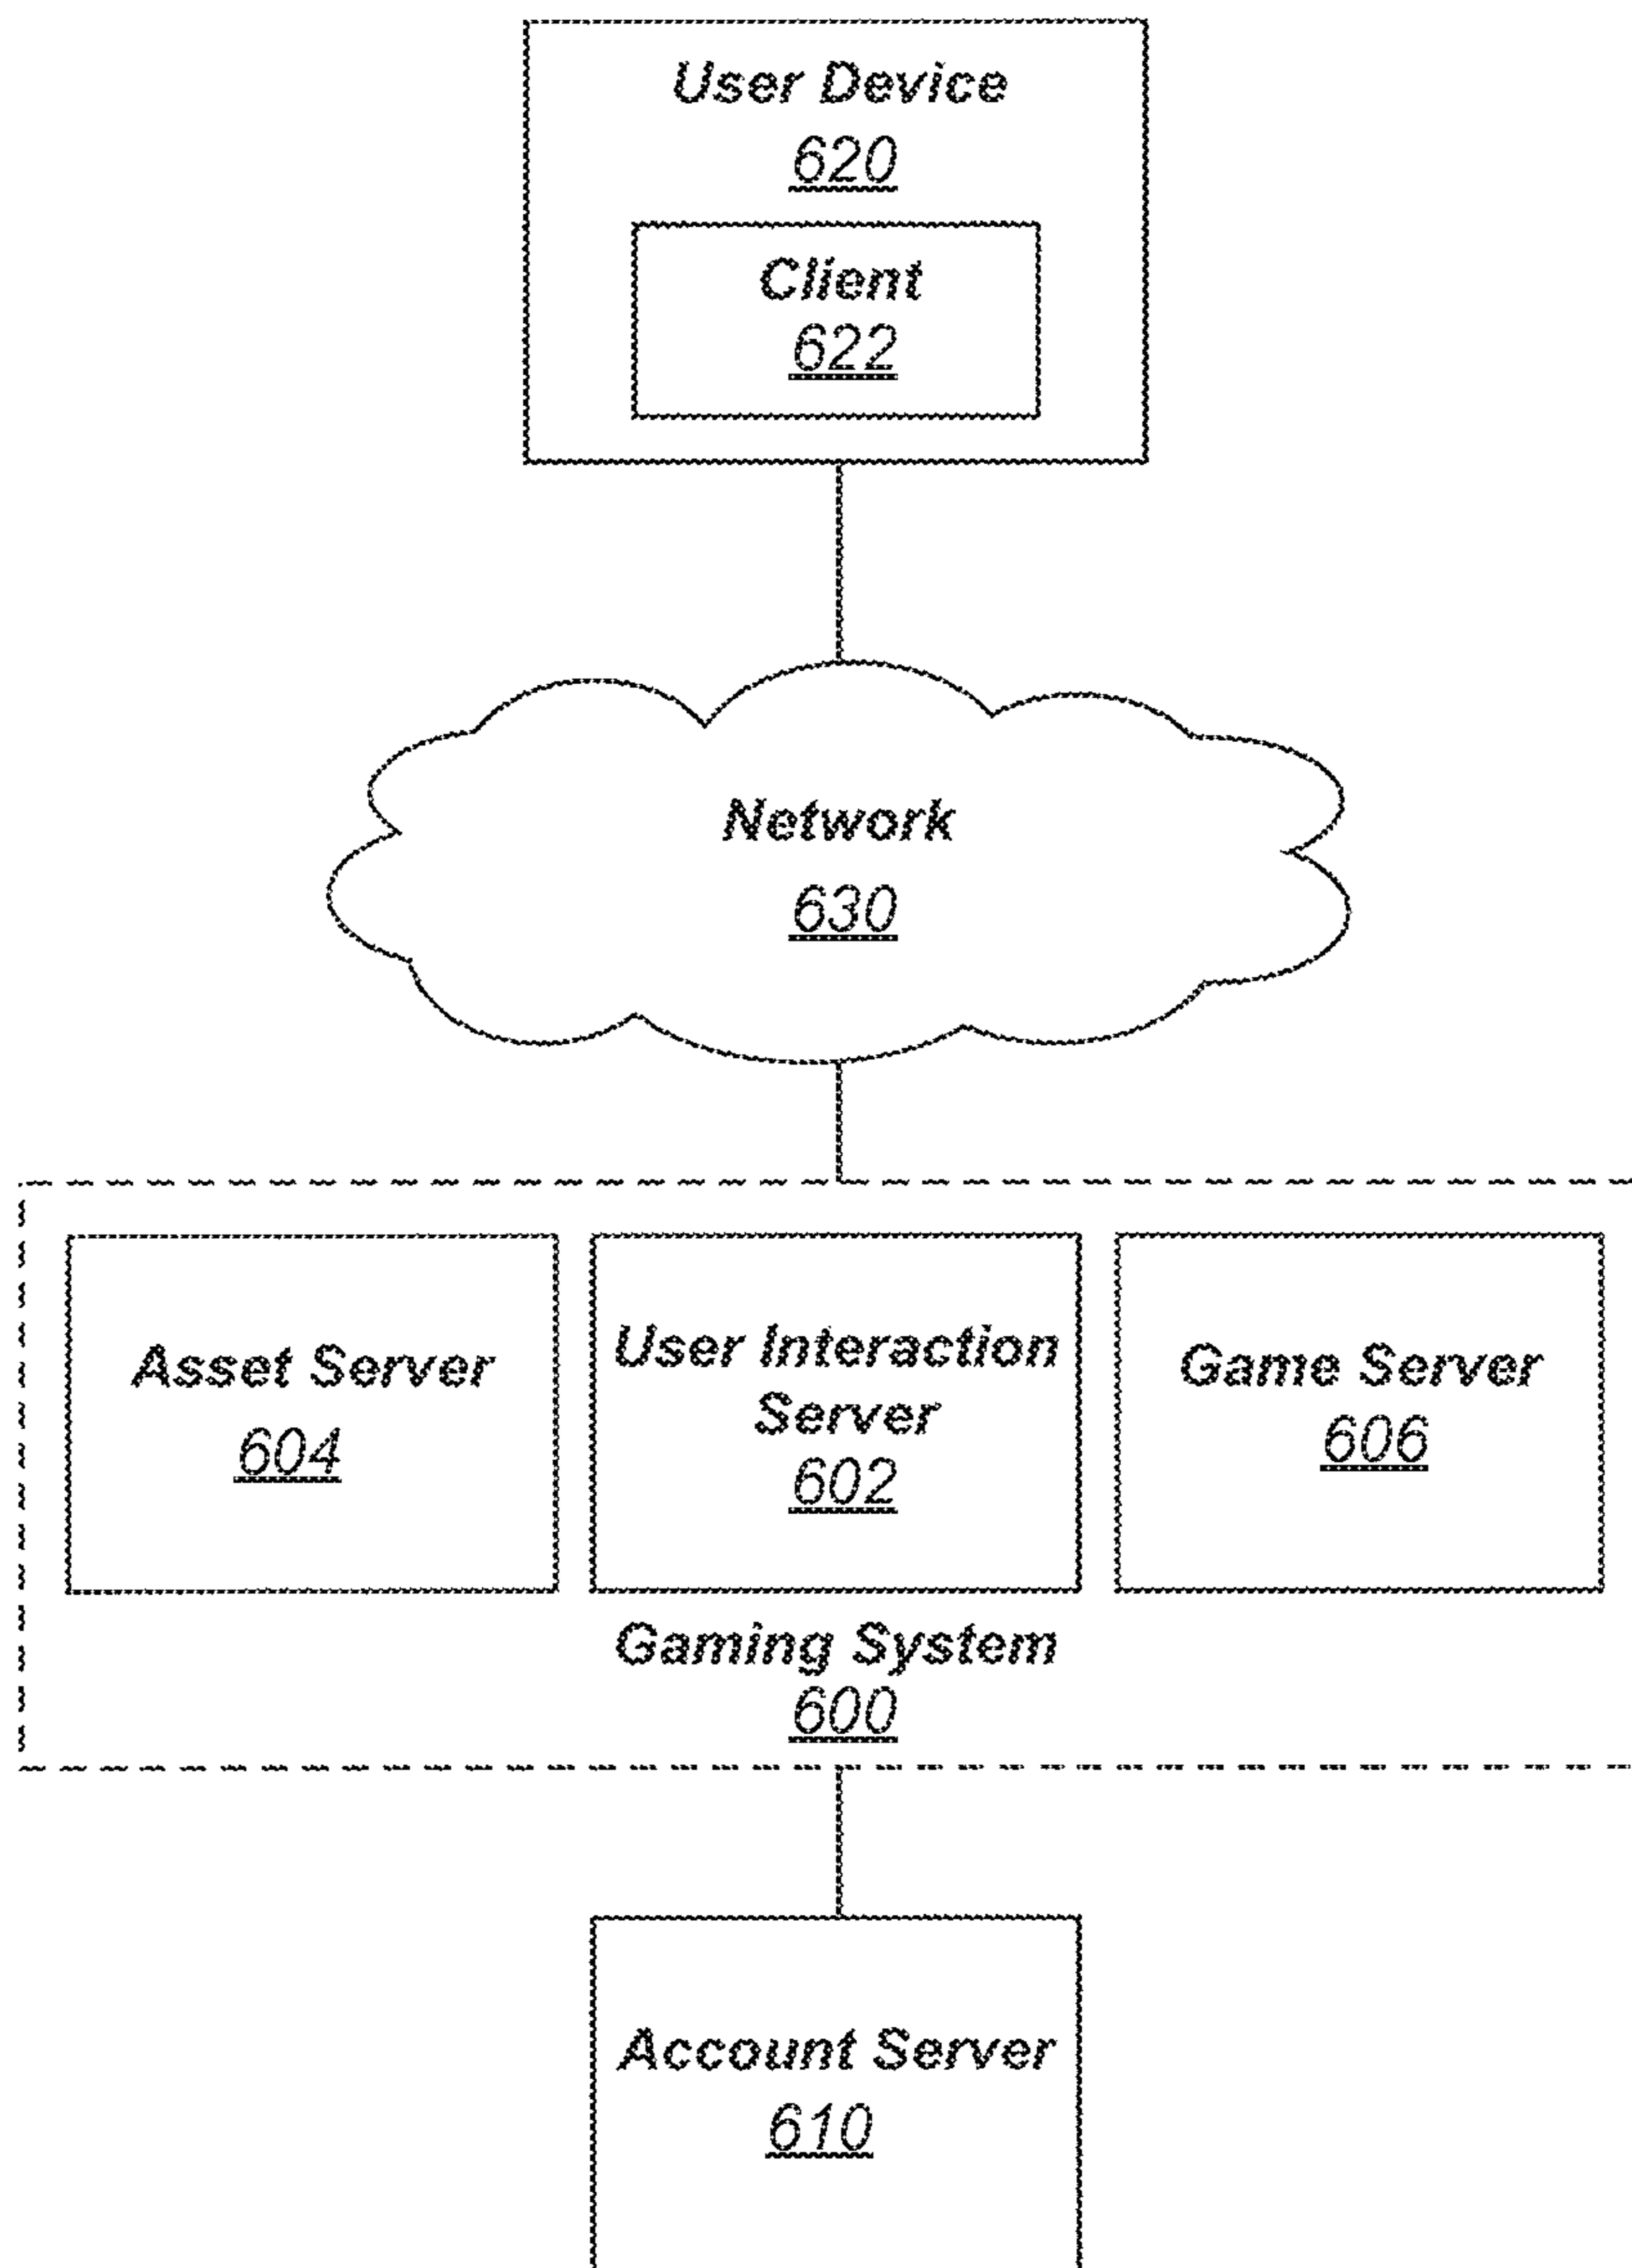 User Device
620
Client
622
Network
630
Asset Server
604
User Interaction
Server
602
Game Server
606
Gaming System
600
Account Server
610